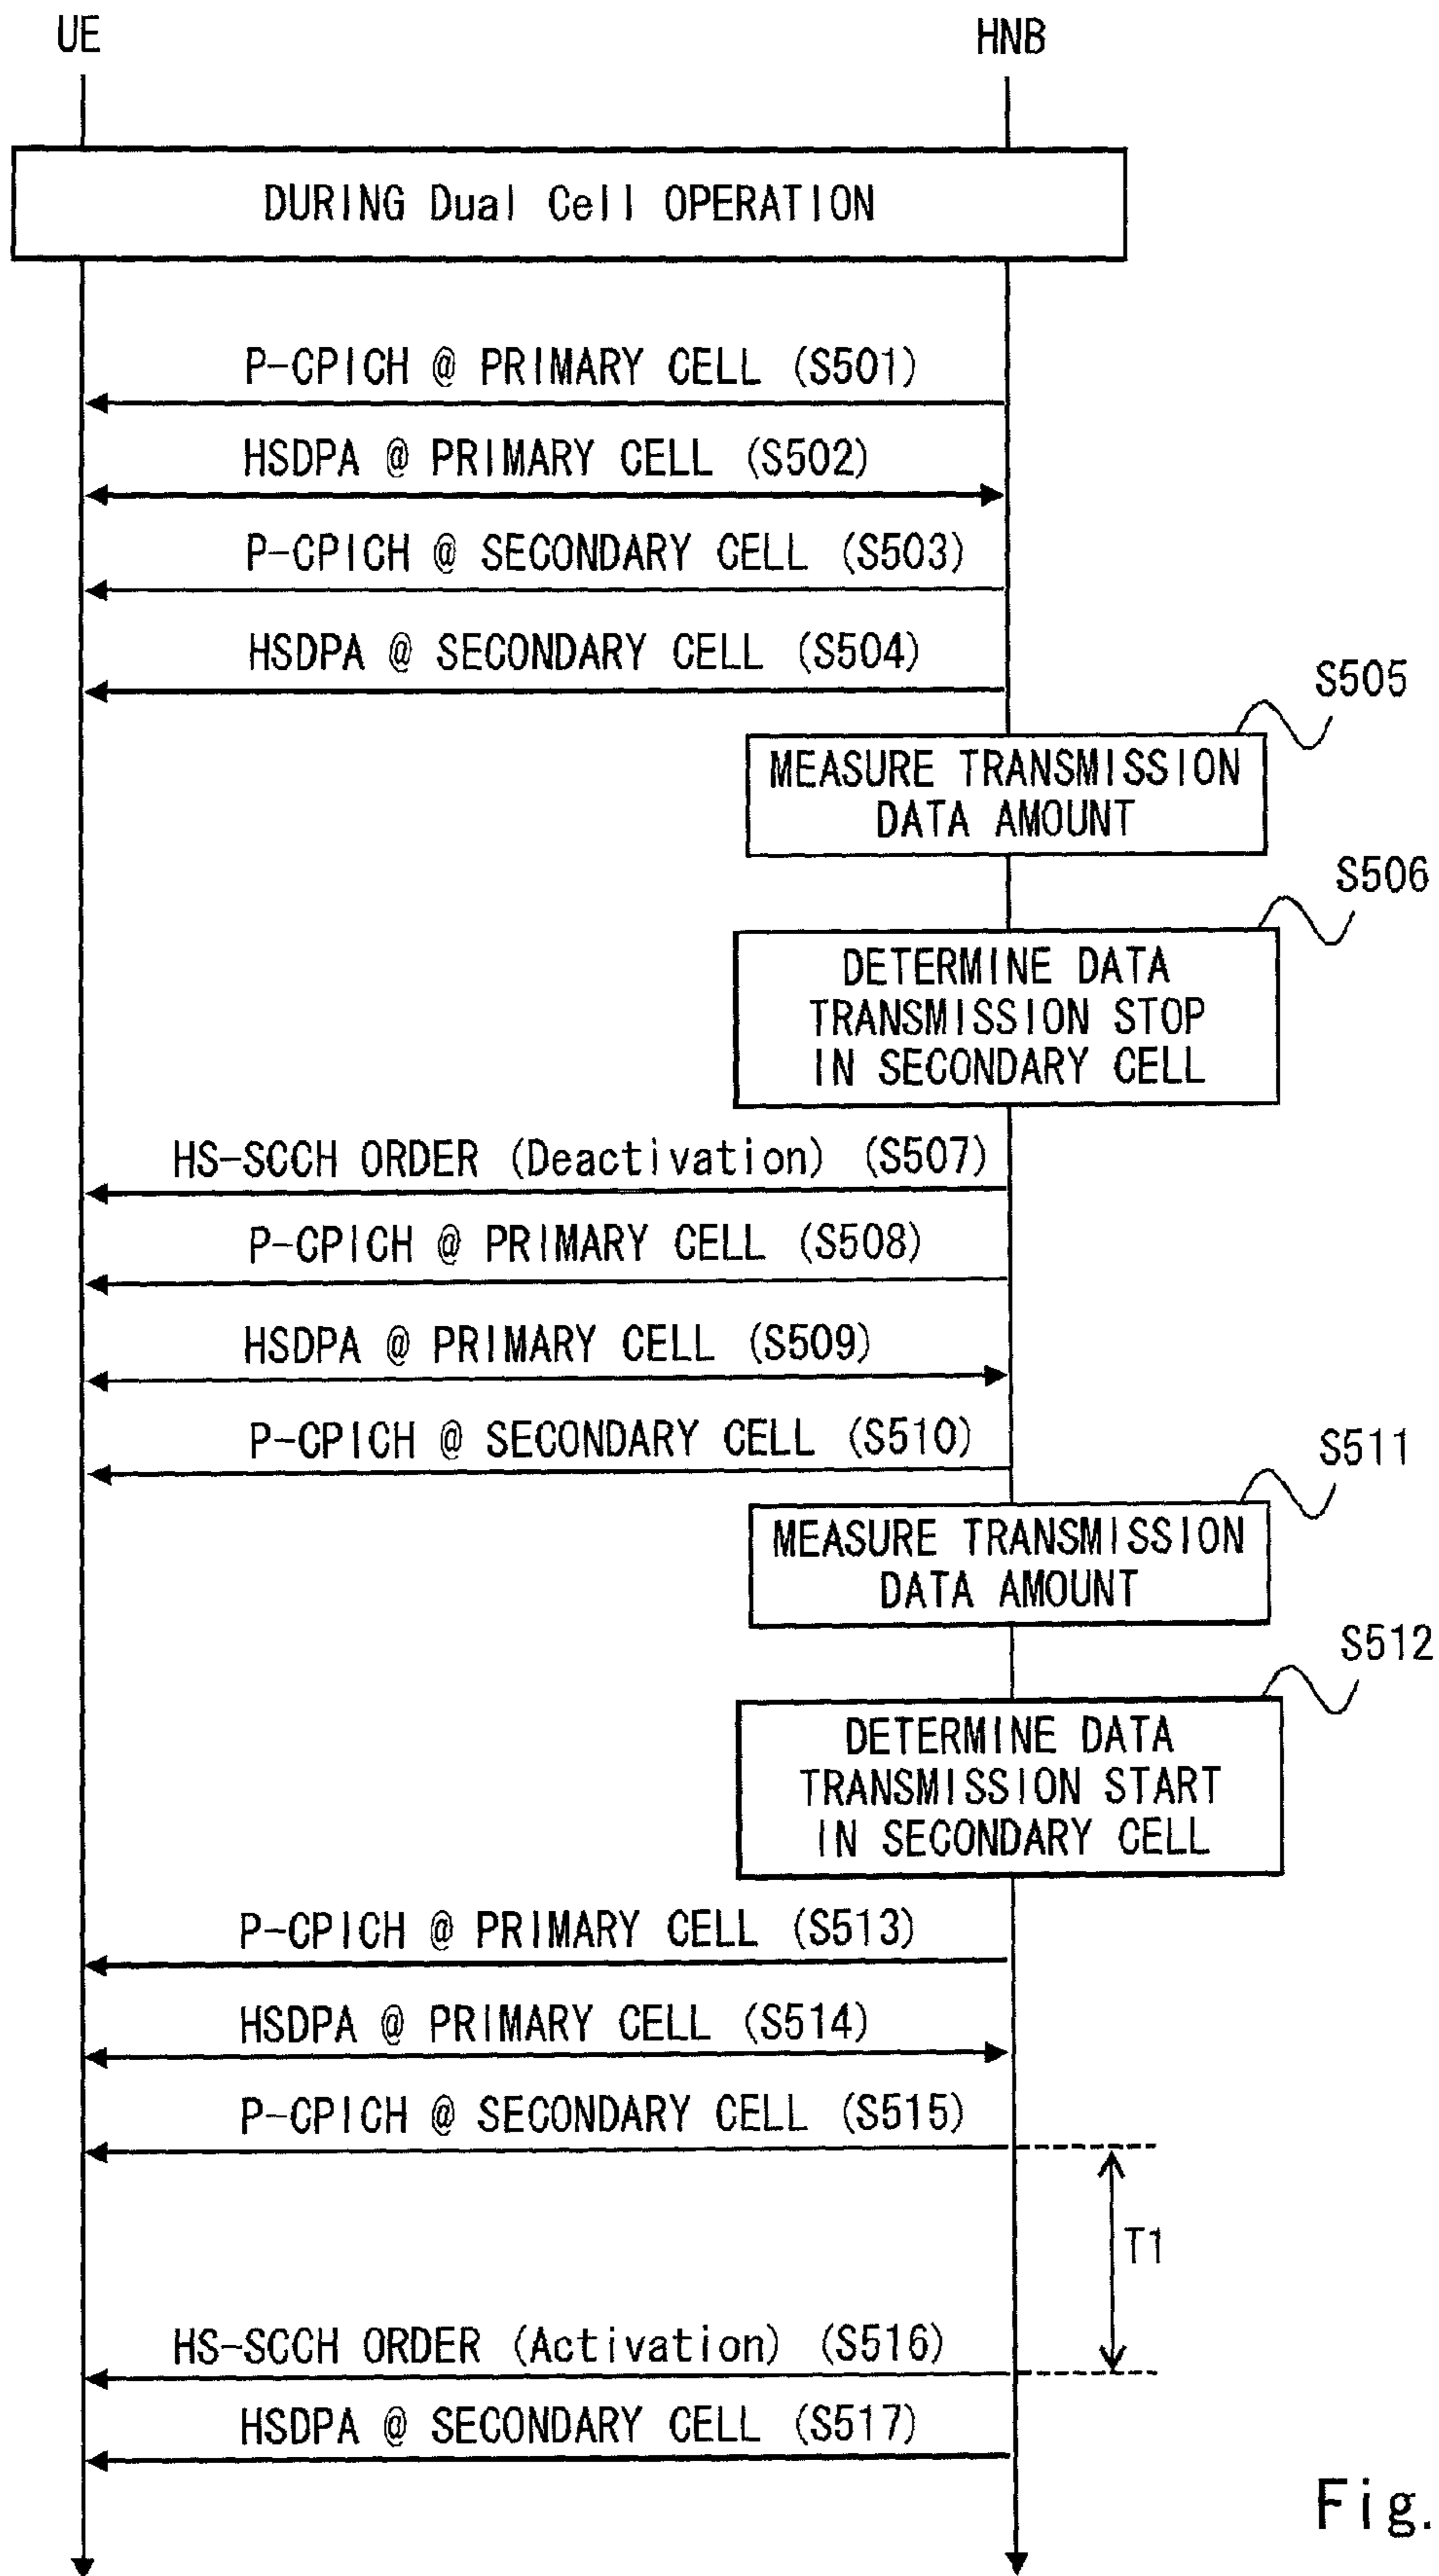 UE
HNB
DURING Dual Cell OPERATION
P-CPICH @ PRIMARY CELL (S501)
HSDPA @ PRIMARY CELL (S502)
P-CPICH @ SECONDARY CELL (S503)
HSDPA @ SECONDARY CELL (S504)
S505
MEASURE TRANSMISSION
DATA AMOUNT
S506
DETERMINE DATA
TRANSMISSION STOP
IN SECONDARY CELL
HS-SCCH ORDER (Deactivation) (S507)
P-CPICH @ PRIMARY CELL (S508)
HSDPA @ PRIMARY CELL (S509)
P-CPICH @ SECONDARY CELL (S510)
S511
MEASURE TRANSMISSION
DATA AMOUNT
S512
DETERMINE DATA
TRANSMISSION START
IN SECONDARY CELL
P-CPICH @ PRIMARY CELL (S513)
HSDPA @ PRIMARY CELL (S514)
P-CPICH @ SECONDARY CELL (S515)
T1
HS-SCCH ORDER (Activation) (S516)
HSDPA @ SECONDARY CELL (S517)
Fig.